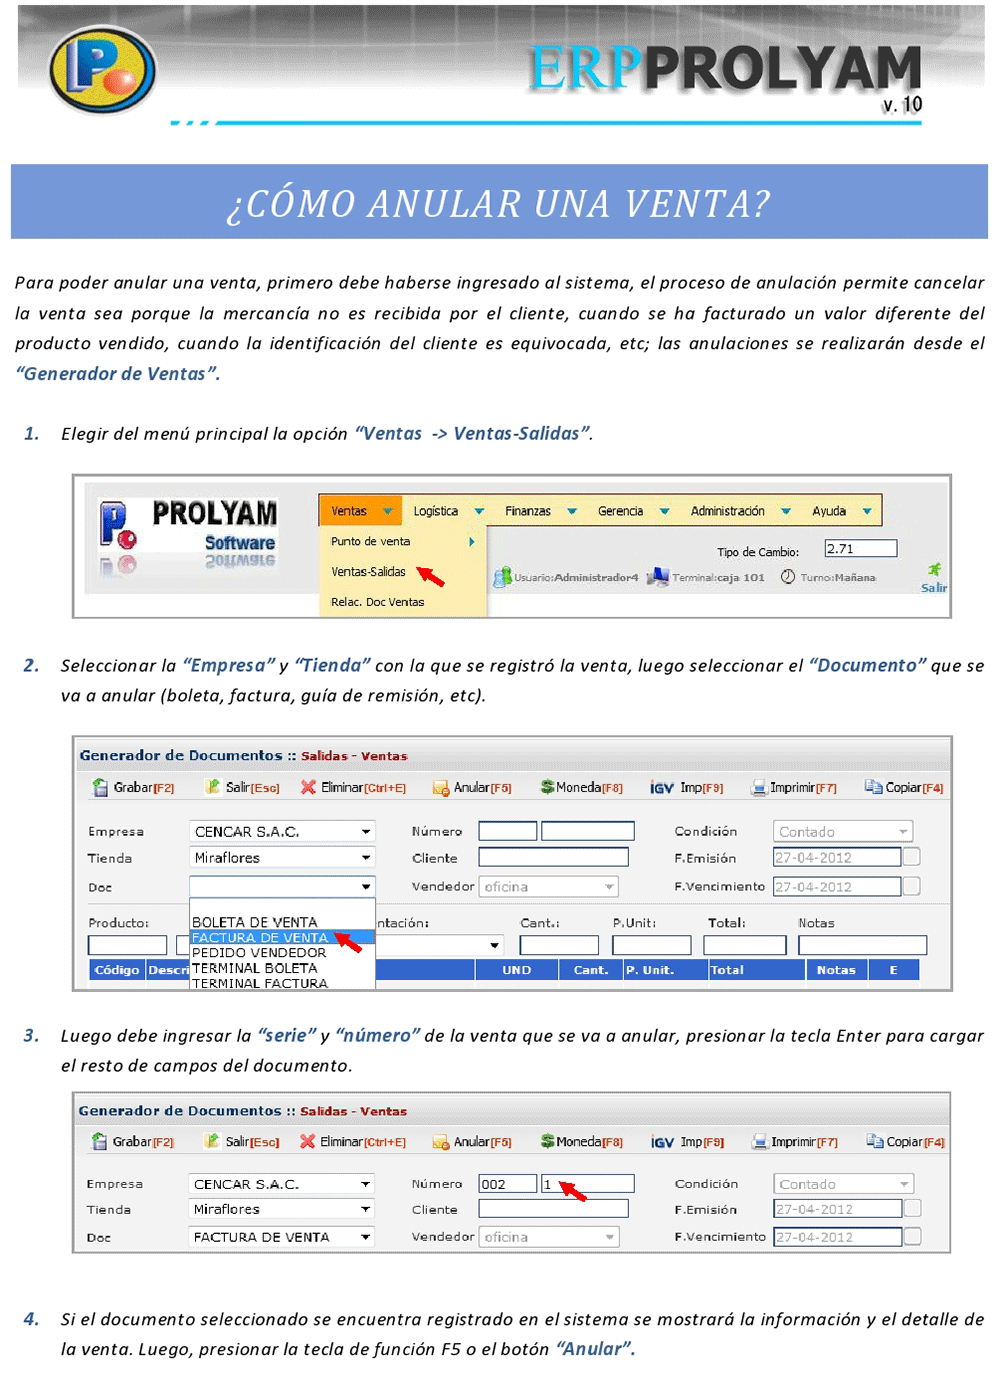 ERPPROLYAM
v. 10
¿CÓMO ANULAR UNA VENTA?
Para poder anular una venta, primero debe haberse ingresado al sistema, el proceso de anulación permite cancelar
la venta sea porque la mercancía no es recibida por el cliente, cuando se ha facturado un valor diferente del
producto vendido, cuando la identificación del cliente es equivocada, etc; las anulaciones se realizarán desde el
“Generador de Ventas”.
1. Elegir del menú principal la opción “Ventas -> Ventas-Salidas”.
PROLYAM
Software
Ventas Logística Finanzas Gerencia Administración Ayuda
Punto de venta
Ventas-Salidas
Relac. Doc Ventas
Tipo de Cambio: 2.71
Usuario:Administrador4 Terminal:caja 101 Turno:Mañana
Salir
2. Seleccionar la “Empresa” y “Tienda” con la que se registró la venta, luego seleccionar el “Documento” que se
va a anular (boleta, factura, guía de remisión, etc).
Generador de Documentos :: Salidas - Ventas
Grabar[F2] Salir[Esc] Eliminar[Ctrl+E] Anular[F5] Moneda[F8] IGV Imp[F9] Imprimir[F7] Copiar[F4]
Empresa CENCAR S.A.C. Número Condición Contado
Tienda Miraflores Cliente F.Emisión 27-04-2012
Doc Vendedor oficina F.Vencimiento 27-04-2012
Producto: ntación: Cant.: P.Unit: Total: Notas
BOLETA DE VENTA
FACTURA DE VENTA
PEDIDO VENDEDOR
TERMINAL BOLETA
TERMINAL FACTURA
Código Descri UND Cant. P. Unit. Total Notas E
3. Luego debe ingresar la “serie” y “número” de la venta que se va a anular, presionar la tecla Enter para cargar
el resto de campos del documento.
Generador de Documentos :: Salidas - Ventas
Grabar[F2] Salir[Esc] Eliminar[Ctrl+E] Anular[F5] Moneda[F8] IGV Imp[F9] Imprimir[F7] Copiar[F4]
Empresa CENCAR S.A.C. Número 002 1 Condición Contado
Tienda Miraflores Cliente F.Emisión 27-04-2012
Doc FACTURA DE VENTA Vendedor oficina F.Vencimiento 27-04-2012
4. Si el documento seleccionado se encuentra registrado en el sistema se mostrará la información y el detalle de
la venta. Luego, presionar la tecla de función F5 o el botón “Anular”.